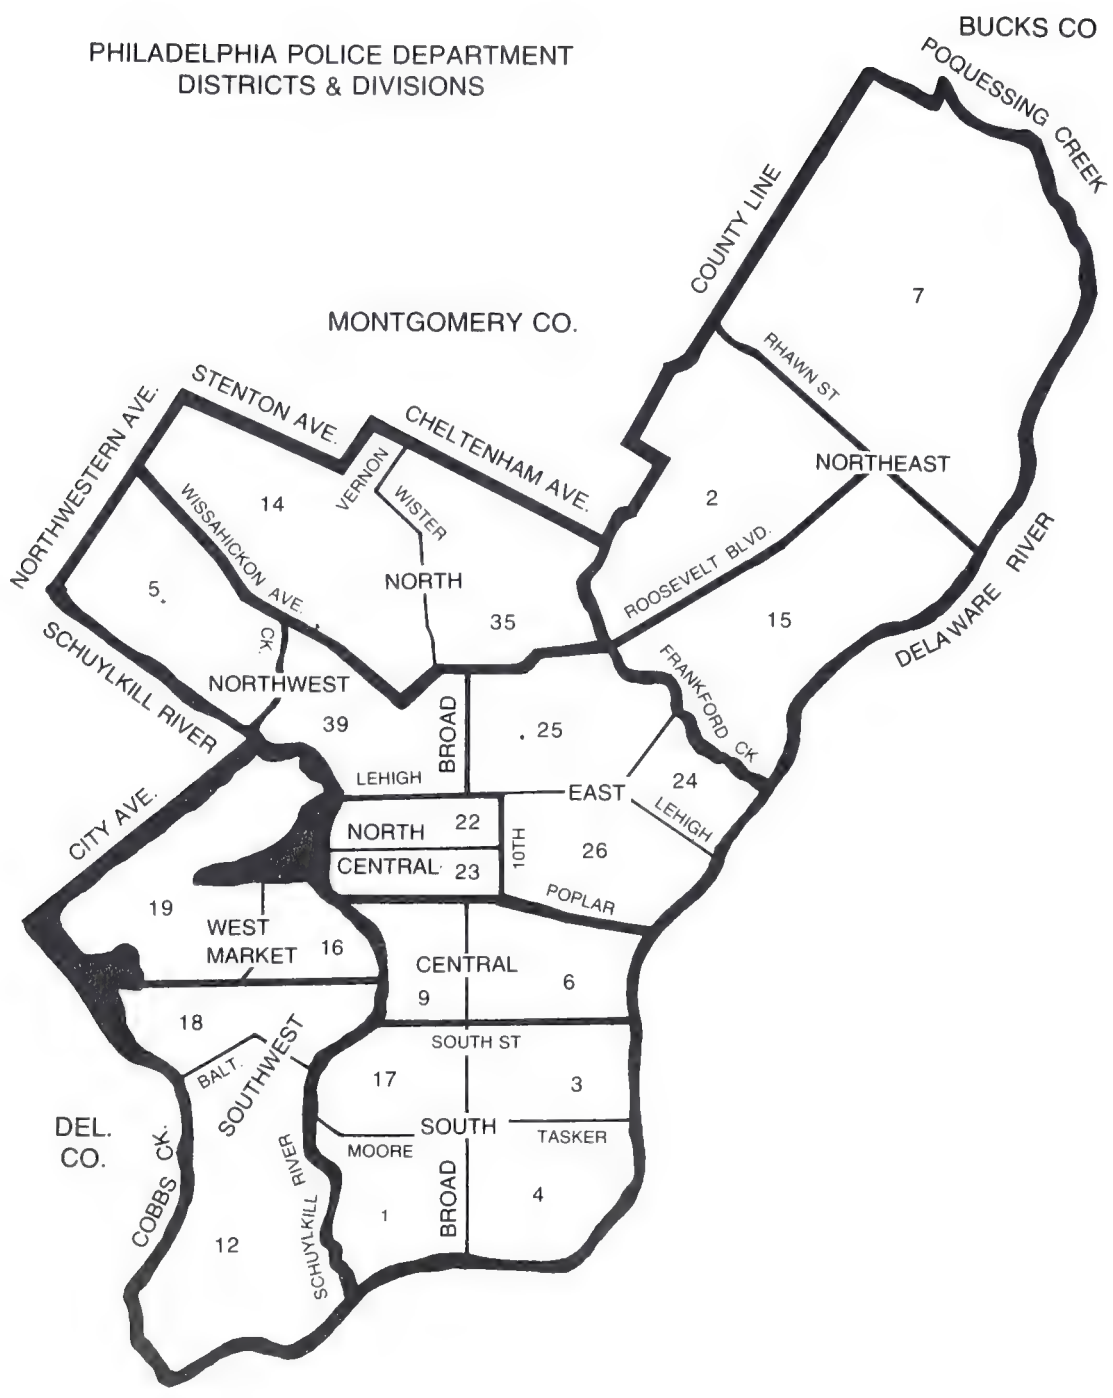 BUCKS CO
PHILADELPHIA POLICE DEPARTMENT
DISTRICTS & DIVISIONS
POQUESSING CREEK
COUNTY LINE
7
MONTGOMERY CO.
RHAWN ST
STENTON AVE.
NORTHWESTERN AVE.
CHELTENHAM AVE.
VERNON
WISTER
NORTHEAST
2
14
WISSAHICKON AVE.
ROOSEVELT BLVD.
DELAWARE RIVER
5.
NORTH
35
15
CK
SCHUYLKILL RIVER
NORTHWEST
FRANKFORD CK
39
BROAD
25
LEHIGH
24
EAST
LEHIGH
CITY AVE.
NORTH
22
10TH
26
CENTRAL
23
POPLAR
19
WEST
MARKET
16
CENTRAL
9
6
18
SOUTH ST
BALT.
SOUTHWEST
17
3
DEL.
CO.
SOUTH
TASKER
MOORE
COBBS CK.
SCHUYLKILL RIVER
BROAD
1
4
12